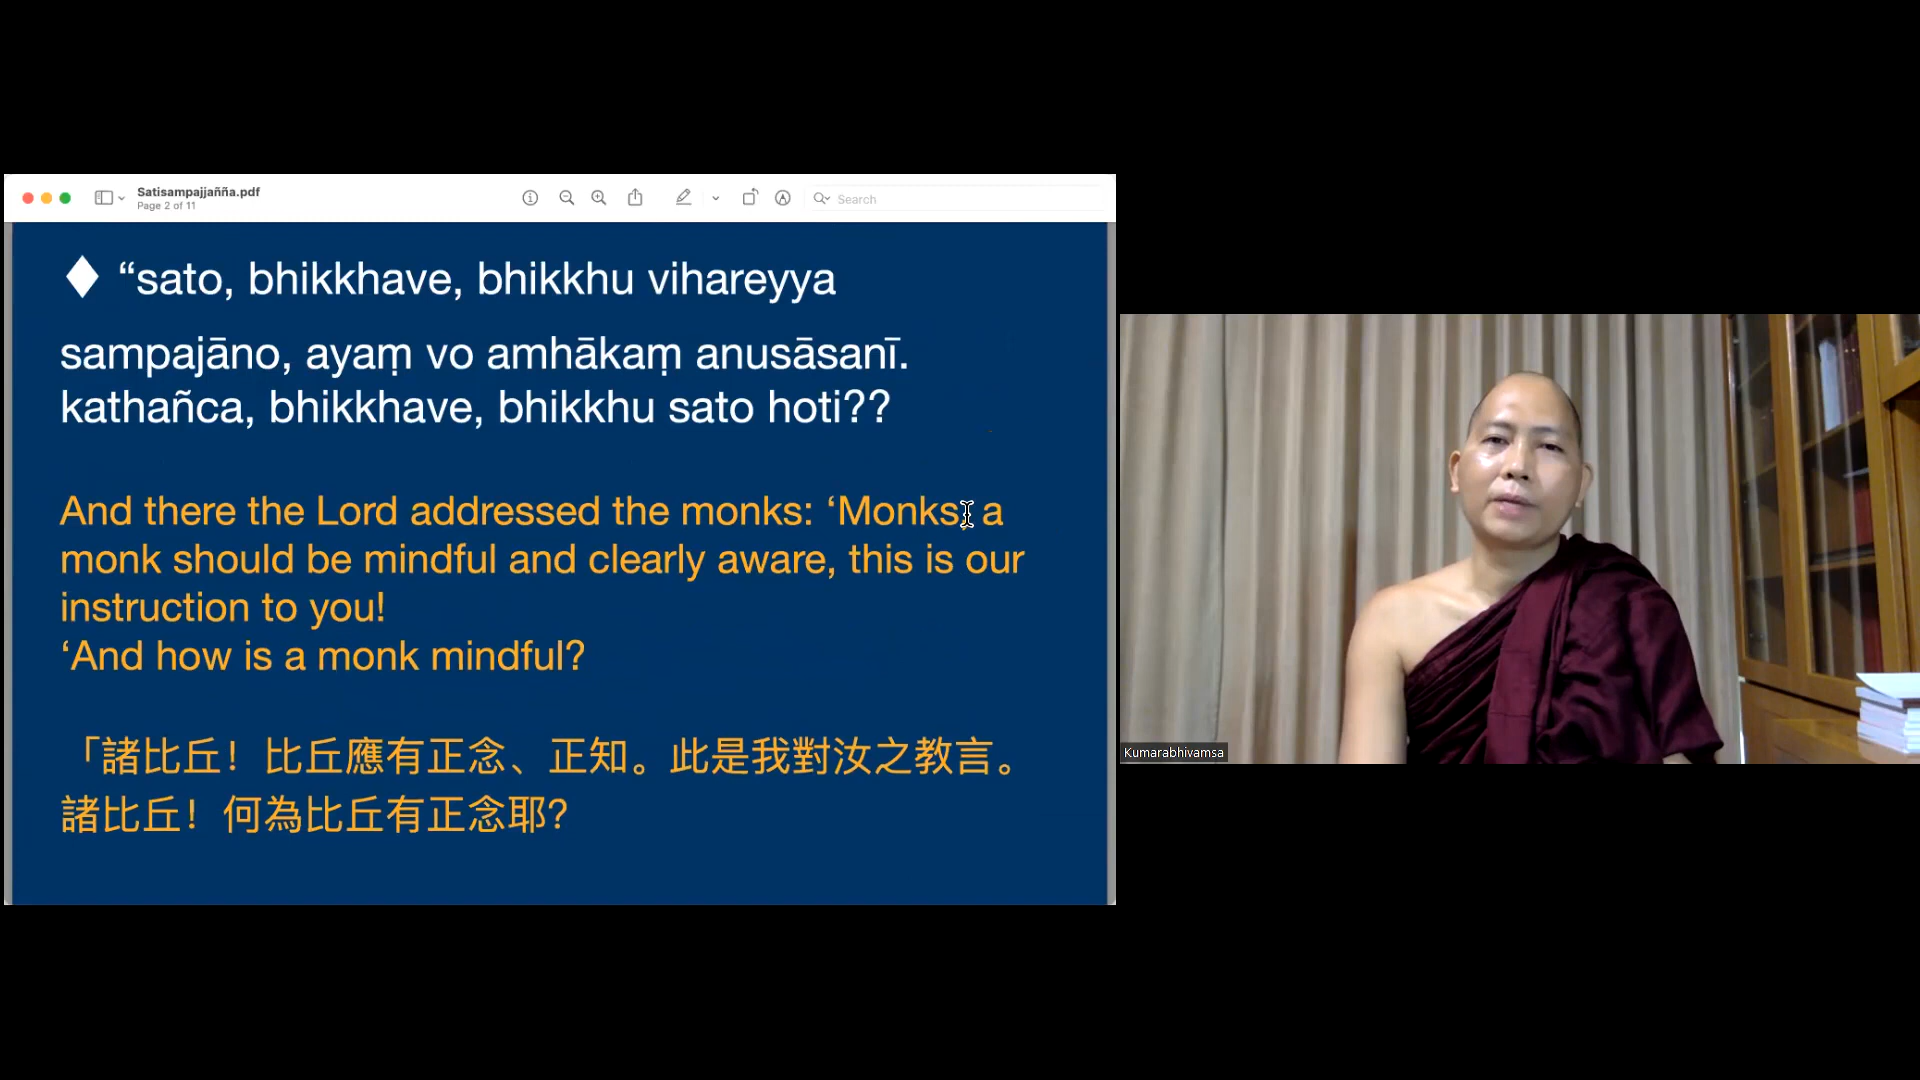 Satisampajjañña.pdf
Page 2 of 11
Search
“sato, bhikkhave, bhikkhu vihareyya
sampajāno, ayaṃ vo amhākaṃ anusāsanī.
kathañca, bhikkhave, bhikkhu sato hoti??
And there the Lord addressed the monks: ‘Monks, a
monk should be mindful and clearly aware, this is our
instruction to you!
‘And how is a monk mindful?
「諸比丘！比丘應有正念、正知。此是我對汝之教言。
諸比丘！何為比丘有正念耶?
Kumarabhivamsa